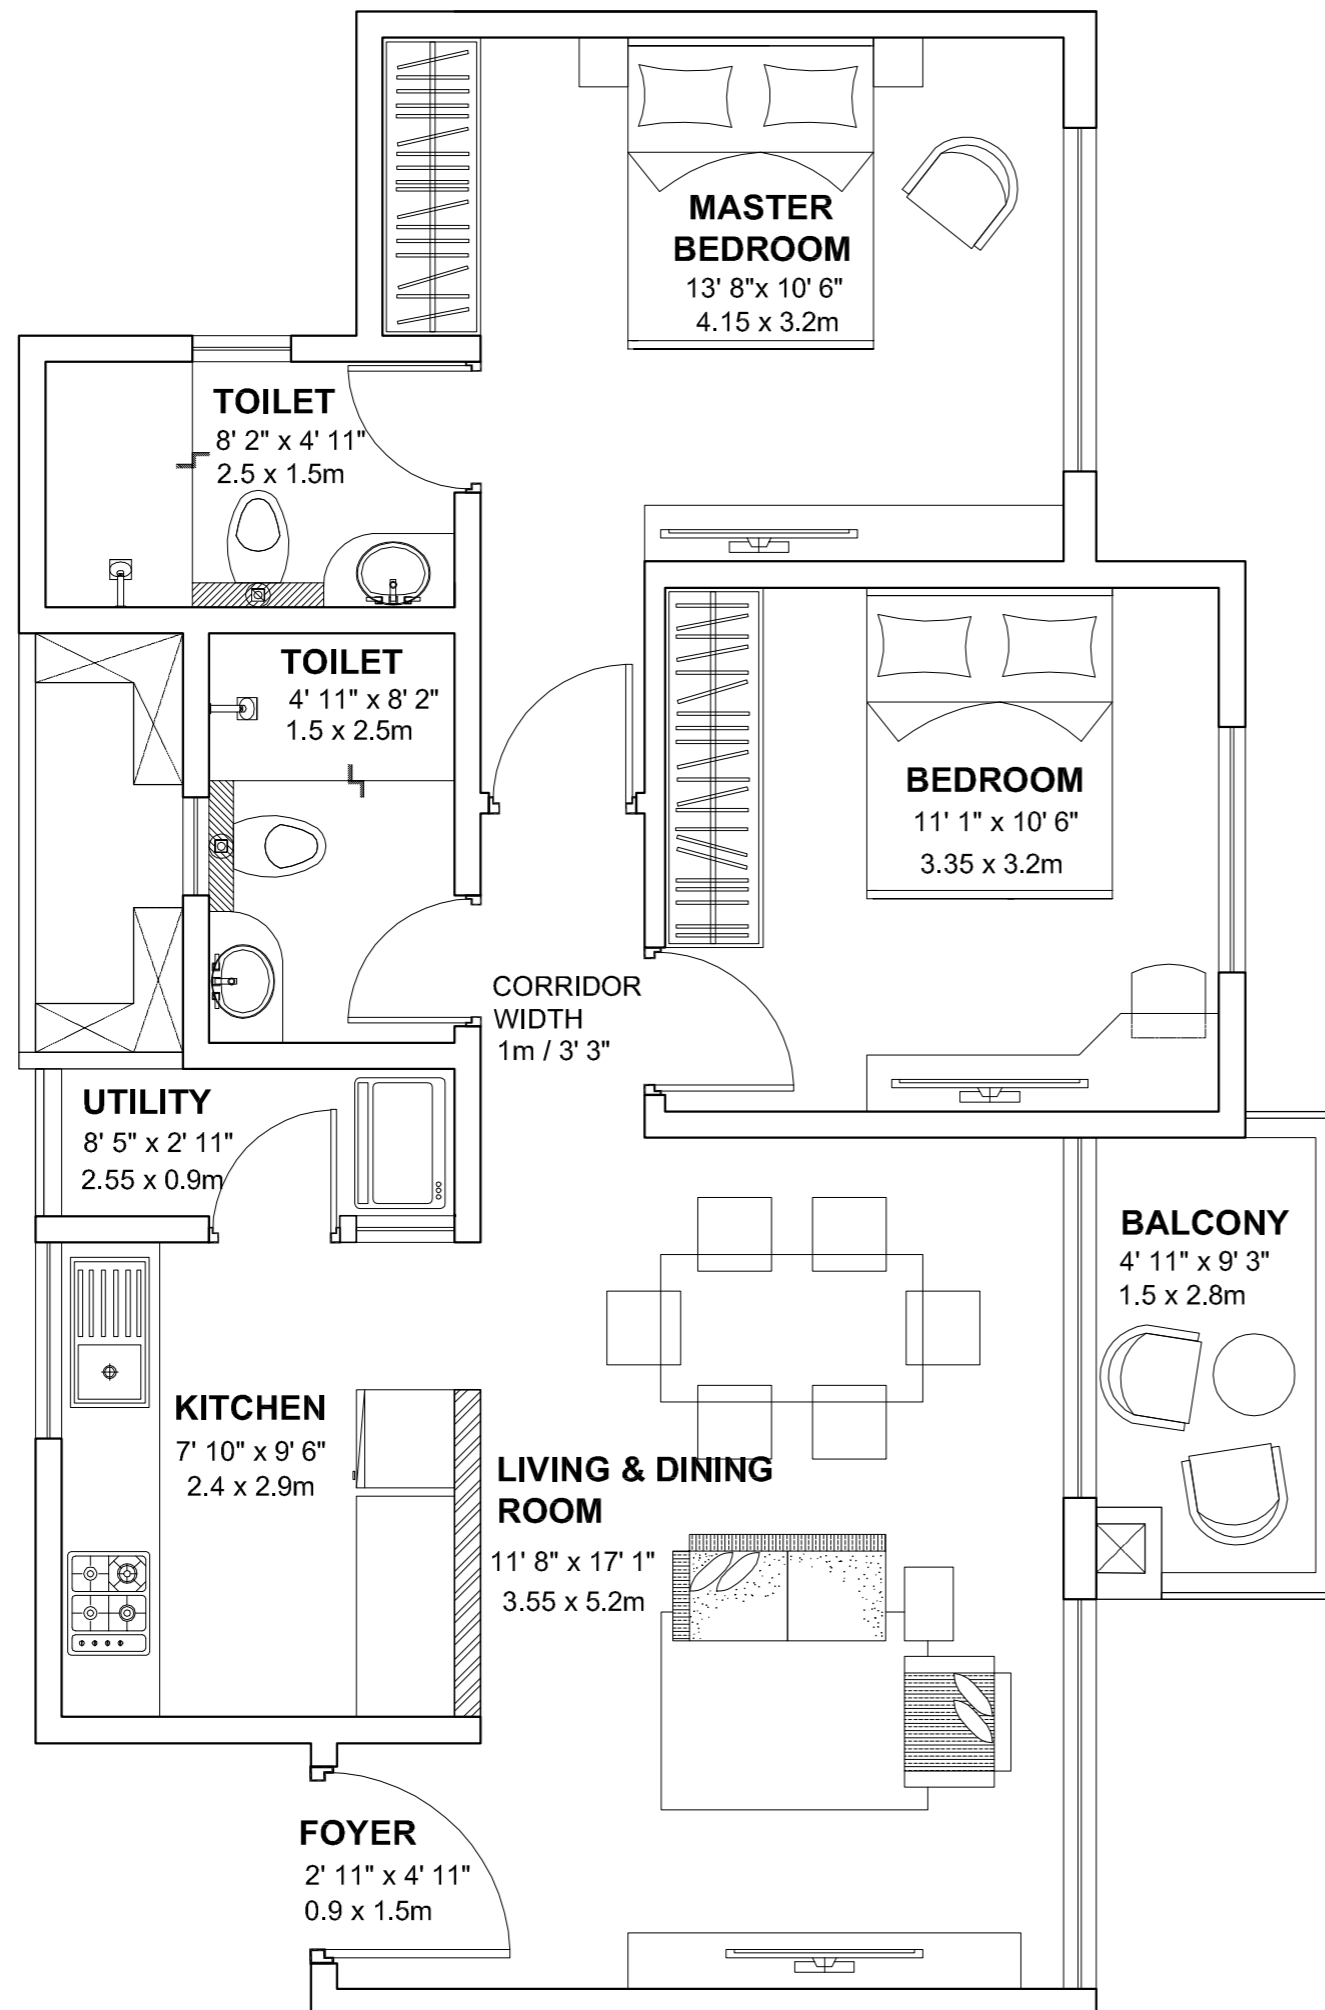 MASTER
BEDROOM
13' 8"x 10' 6"
4.15 x 3.2m
TOILET
8' 2" x 4' 11"
2.5 x 1.5m
TOILET
4' 11" x 8' 2"
1.5 x 2.5m
BEDROOM
11' 1" x 10' 6"
3.35 x 3.2m
CORRIDOR
WIDTH
1m / 3' 3"
UTILITY
8' 5" x 2' 11"
2.55 x 0.9m
BALCONY
4' 11" x 9' 3"
1.5 x 2.8m
KITCHEN
7' 10" x 9' 6"
2.4 x 2.9m
LIVING & DINING
ROOM
11' 8" x 17' 1"
3.55 x 5.2m
FOYER
2' 11" x 4' 11"
0.9 x 1.5m